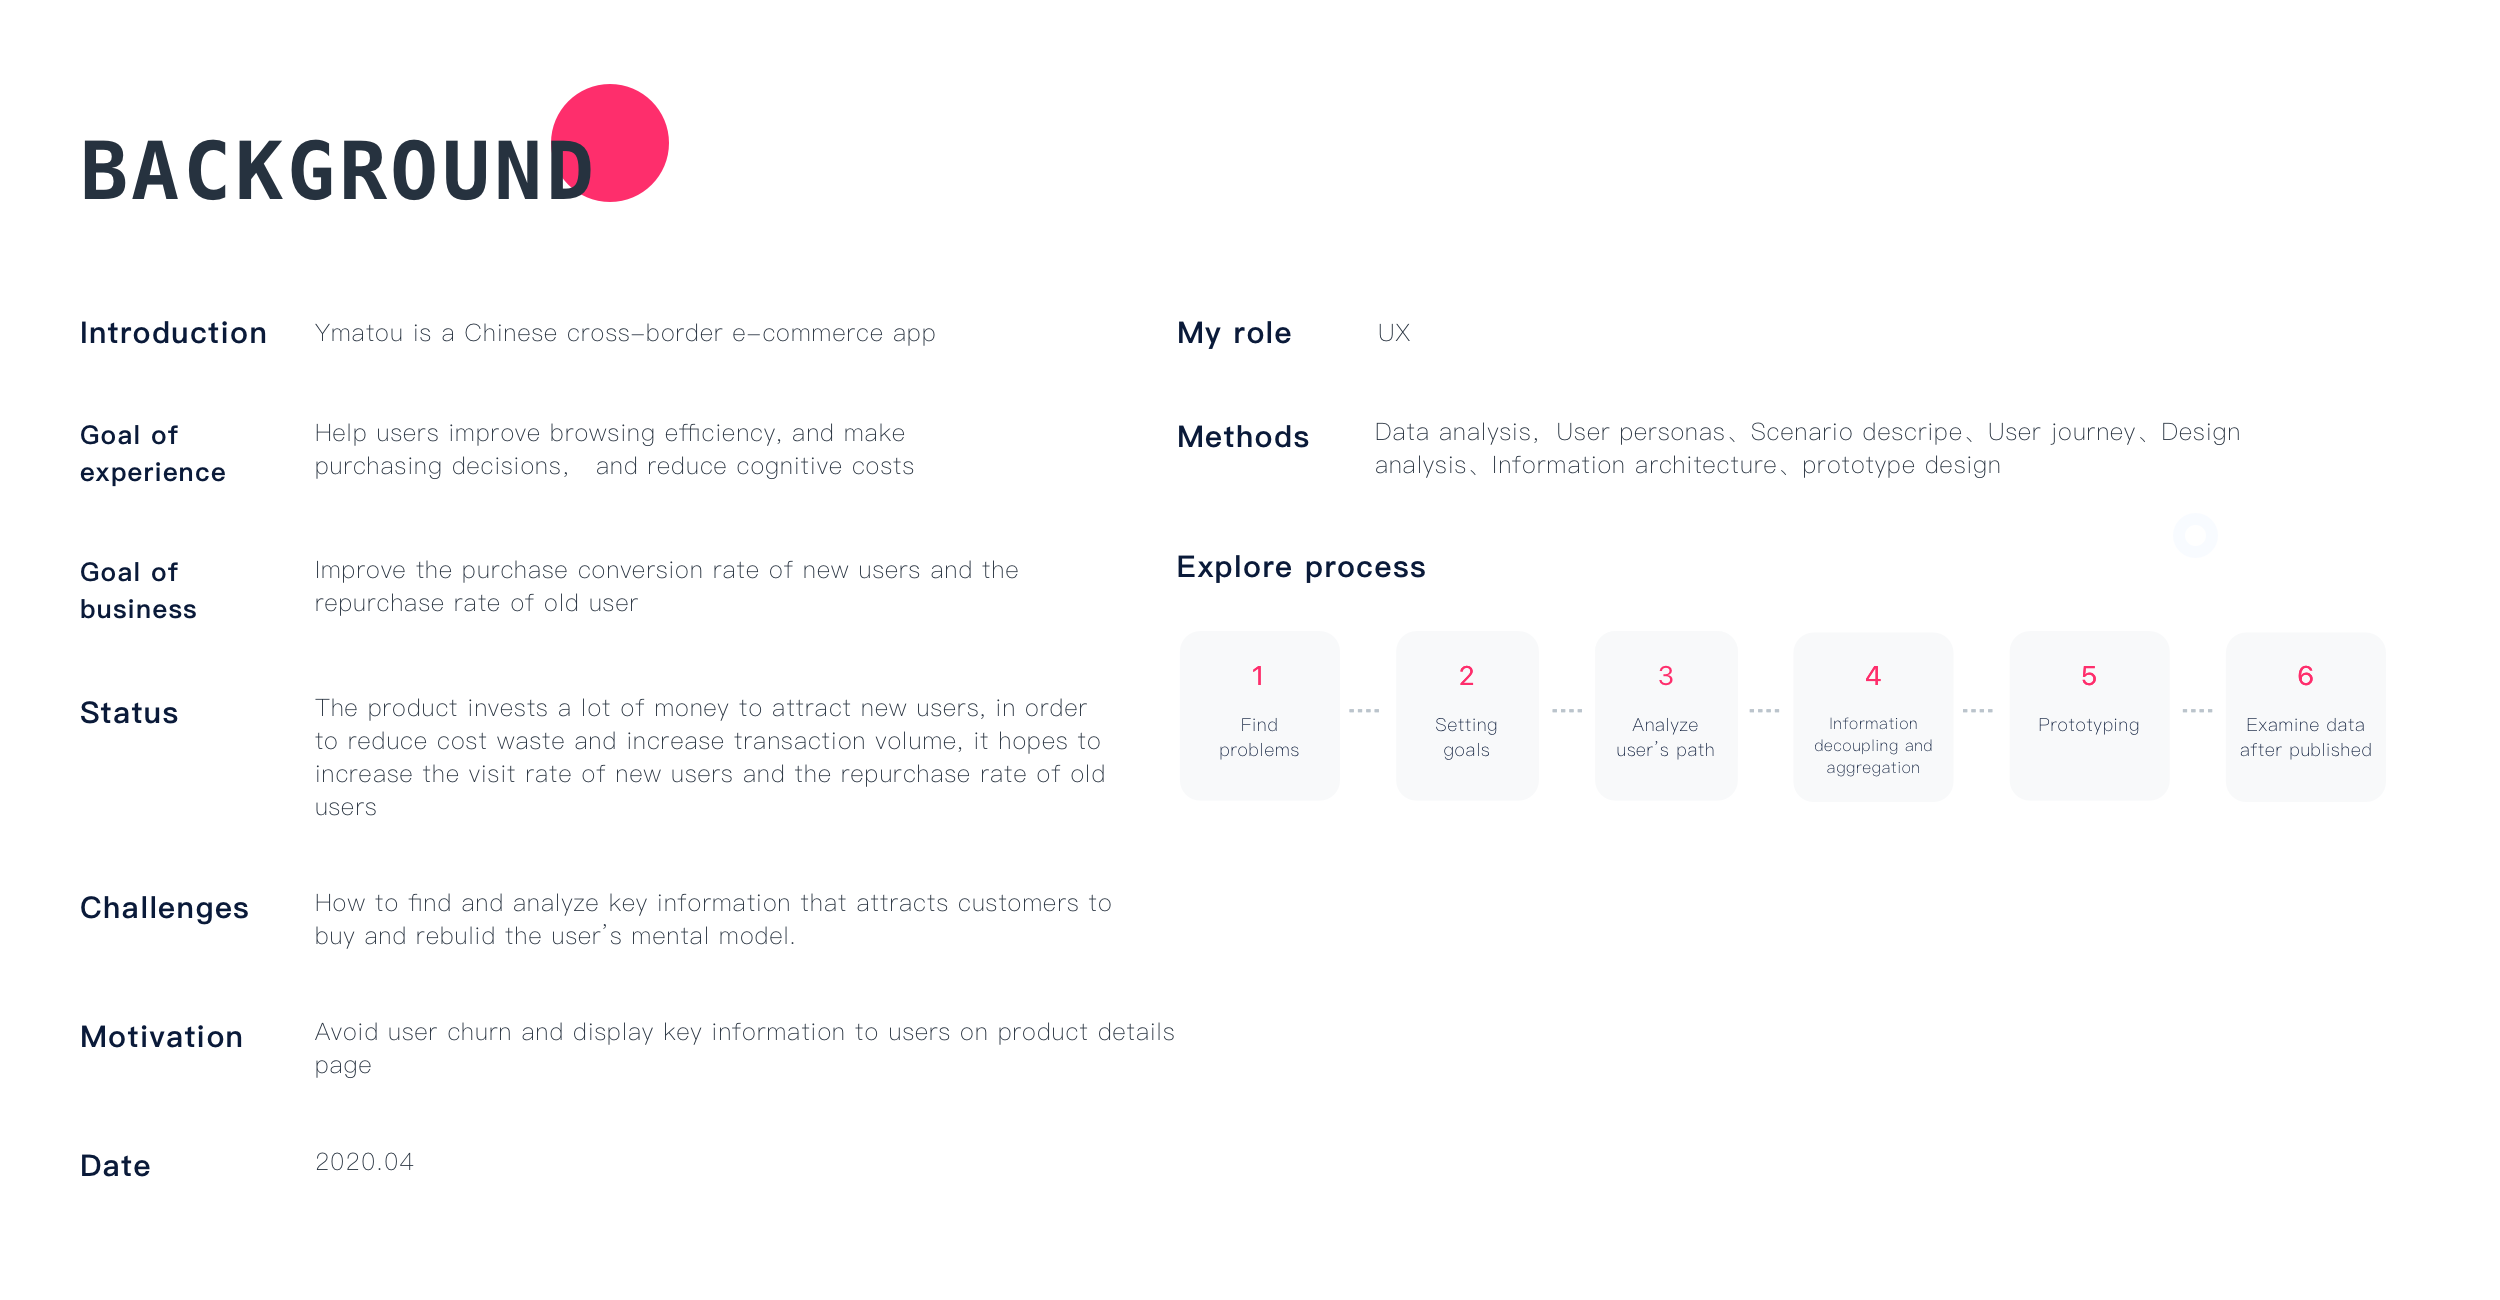 BACKGROUND
Introduction
Ymatou is a Chinese cross-border e-commerce app
Goal of
experience
Help users improve browsing efficiency, and make
purchasing decisions， and reduce cognitive costs
Goal of
business
Improve the purchase conversion rate of new users and the
repurchase rate of old user
Status
The product invests a lot of money to attract new users, in order
to reduce cost waste and increase transaction volume, it hopes to
increase the visit rate of new users and the repurchase rate of old
users
Challenges
How to find and analyze key information that attracts customers to
buy and rebulid the user’s mental model.
Motivation
Avoid user churn and display key information to users on product details
page
Date
2020.04
My role
UX
Methods
Data analysis，User personas、Scenario descripe、User journey、Design
analysis、Information architecture、prototype design
Explore process
1
Find
problems
2
Setting
goals
3
Analyze
user’s path
4
Information
decoupling and
aggregation
5
Prototyping
6
Examine data
after published